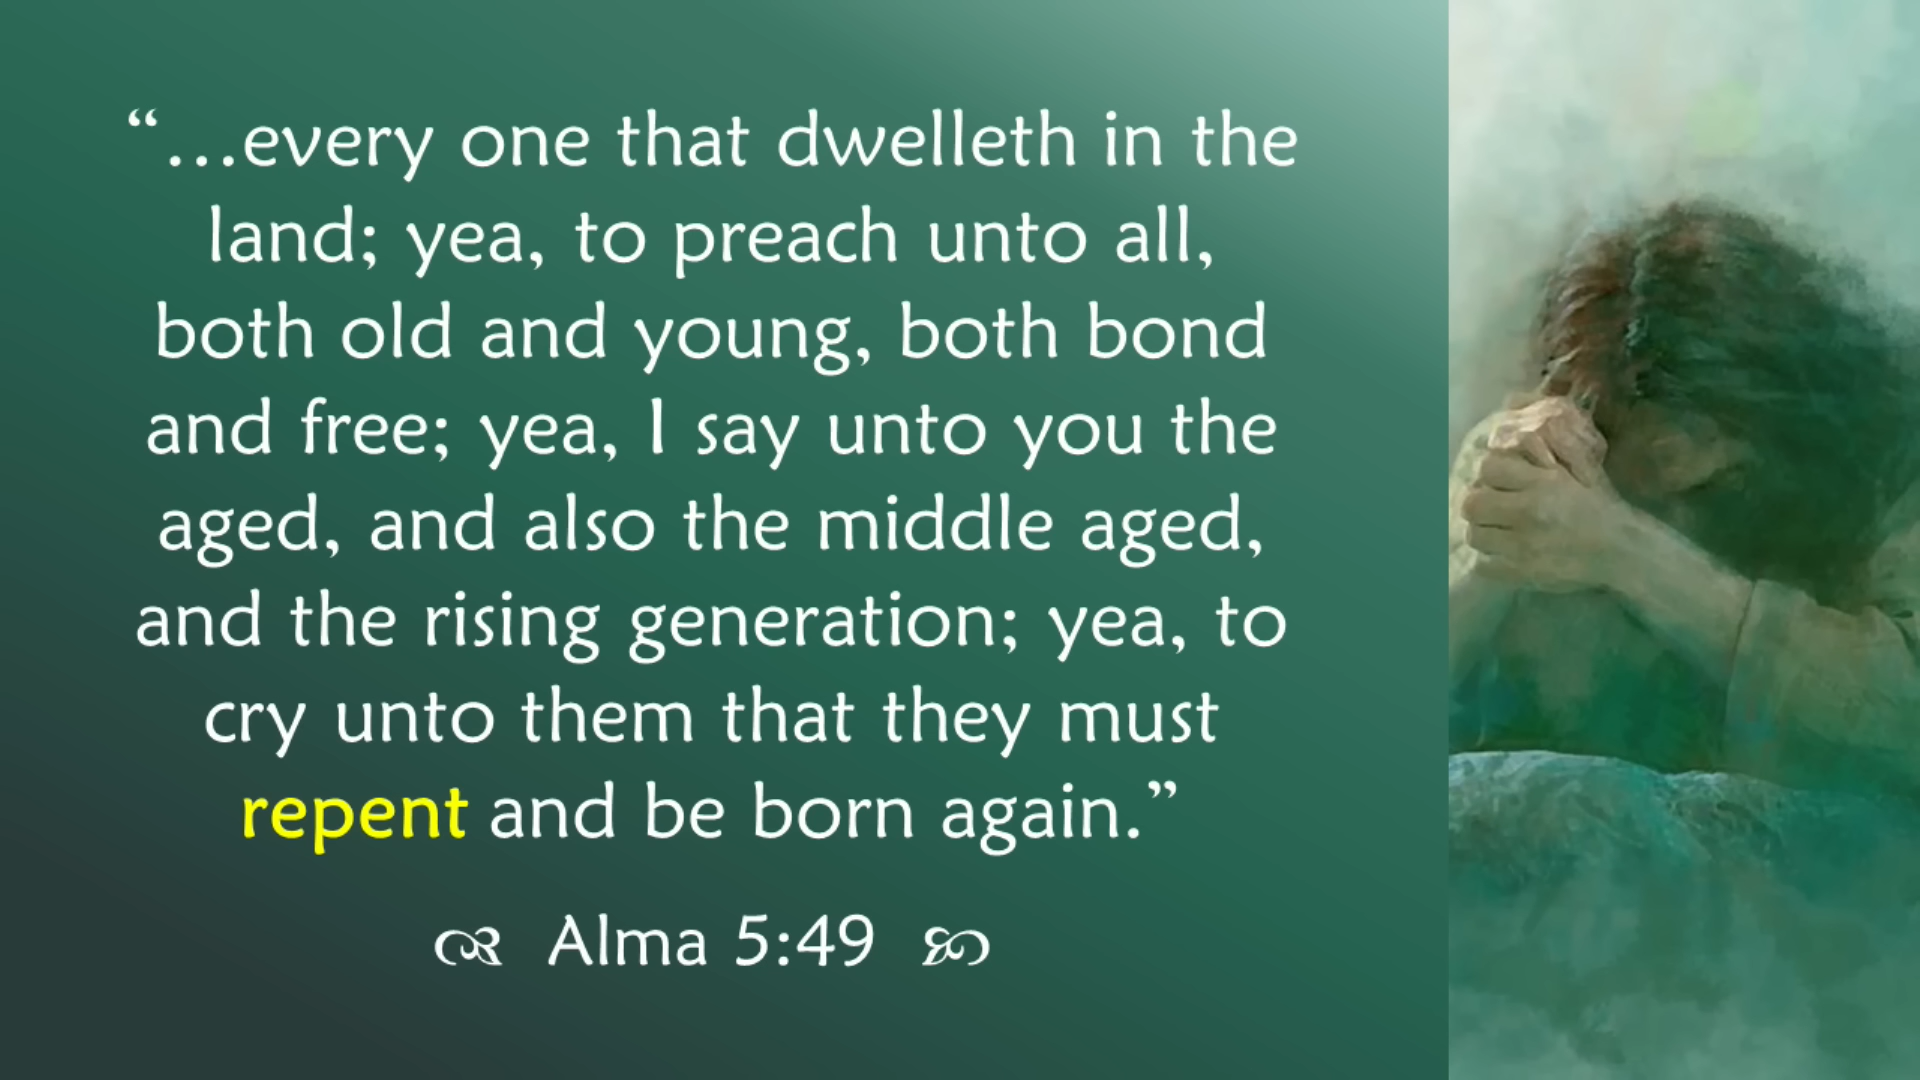 “…every one that dwelleth in the
land; yea, to preach unto all,
both old and young, both bond
and free; yea, I say unto you the
aged, and also the middle aged,
and the rising generation; yea, to
cry unto them that they must
repent and be born again.”
Alma 5:49